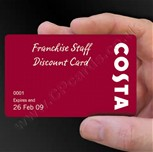 Franchise Staff
Discount Card
COSTA
0001
Expires end
26 Feb 09